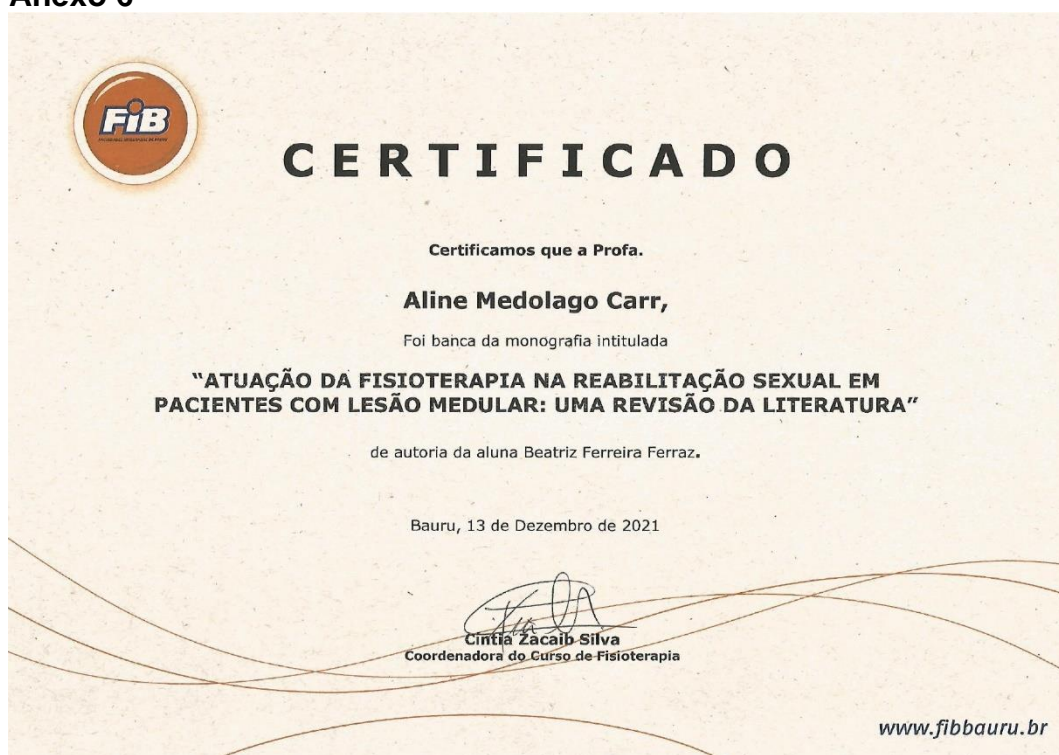 FiB
CERTIFICADO
Certificamos que a Profa.
Aline Medolago Carr,
Foi banca da monografia intitulada
"ATUAÇÃO DA FISIOTERAPIA NA REABILITAÇÃO SEXUAL EM
PACIENTES COM LESÃO MEDULAR: UMA REVISÃO DA LITERATURA"
de autoria da aluna Beatriz Ferreira Ferraz.
Bauru, 13 de Dezembro de 2021
Cintia Zacaib Silva
Coordenadora do Curso de Fisioterapia
www.fibbauru.br